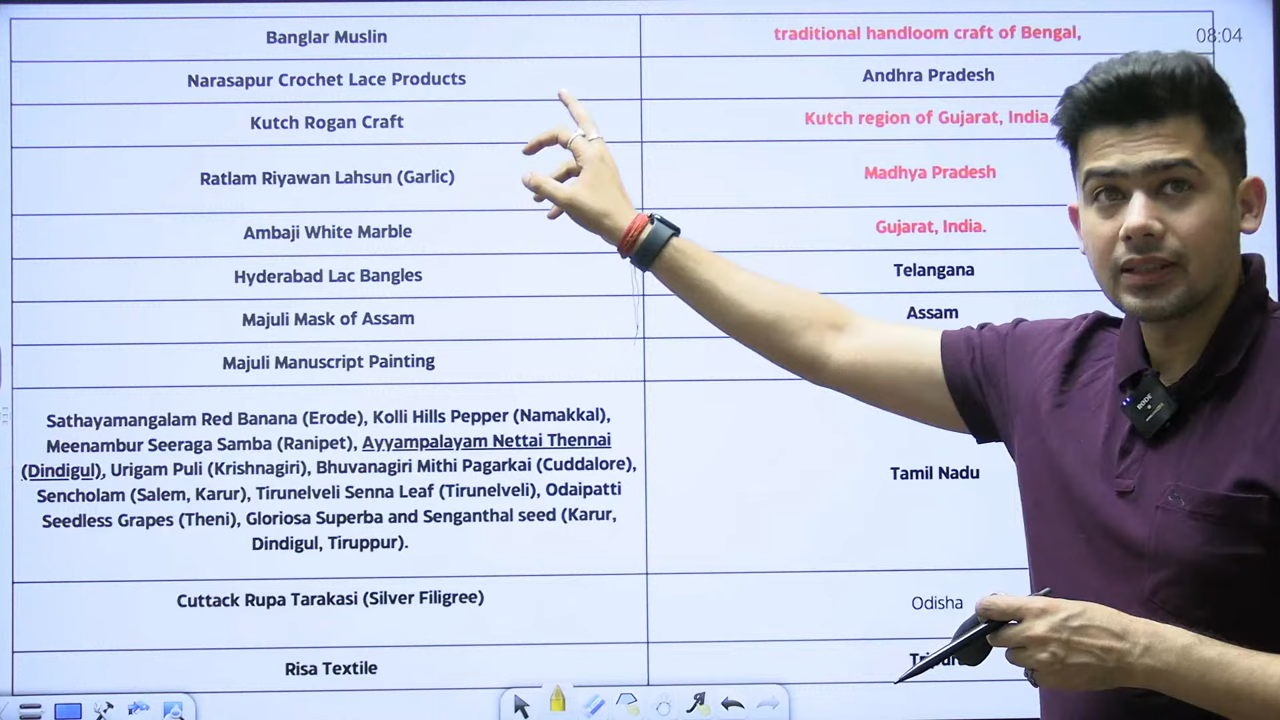 Banglar Muslin
traditional handloom craft of Bengal,
08:04
Narasapur Crochet Lace Products
Andhra Pradesh
Kutch Rogan Craft
Kutch region of Gujarat, India
Ratlam Riyawan Lahsun (Garlic)
Madhya Pradesh
Ambaji White Marble
Gujarat, India.
Hyderabad Lac Bangles
Telangana
Majuli Mask of Assam
Assam
Majuli Manuscript Painting
Sathayamangalam Red Banana (Erode), Kolli Hills Pepper (Namakkal),
Meenambur Seeraga Samba (Ranipet), Ayyampalayam Nettai Thennai
(Dindigul), Urigam Puli (Krishnagiri), Bhuvanagiri Mithi Pagarkai (Cuddalore),
Sencholam (Salem, Karur), Tirunelveli Senna Leaf (Tirunelveli), Odaipatti
Seedless Grapes (Theni), Gloriosa Superba and Senganthal seed (Karur,
Dindigul, Tiruppur).
Tamil Nadu
Cuttack Rupa Tarakasi (Silver Filigree)
Odisha
Risa Textile
RODE